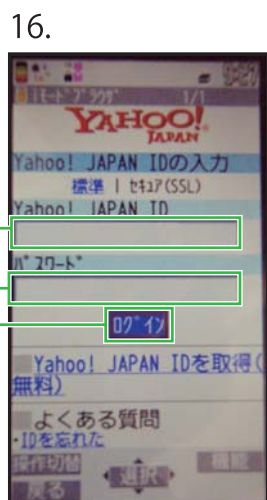 16.
iモードブラウザ 1/1
YAHOO!
JAPAN
Yahoo! JAPAN IDの入力
標準 | セキュア(SSL)
Yahoo! JAPAN ID
パスワード
ログイン
Yahoo! JAPAN IDを取得(
無料)
よくある質問
・IDを忘れた
操作切替
機能
選択
戻る